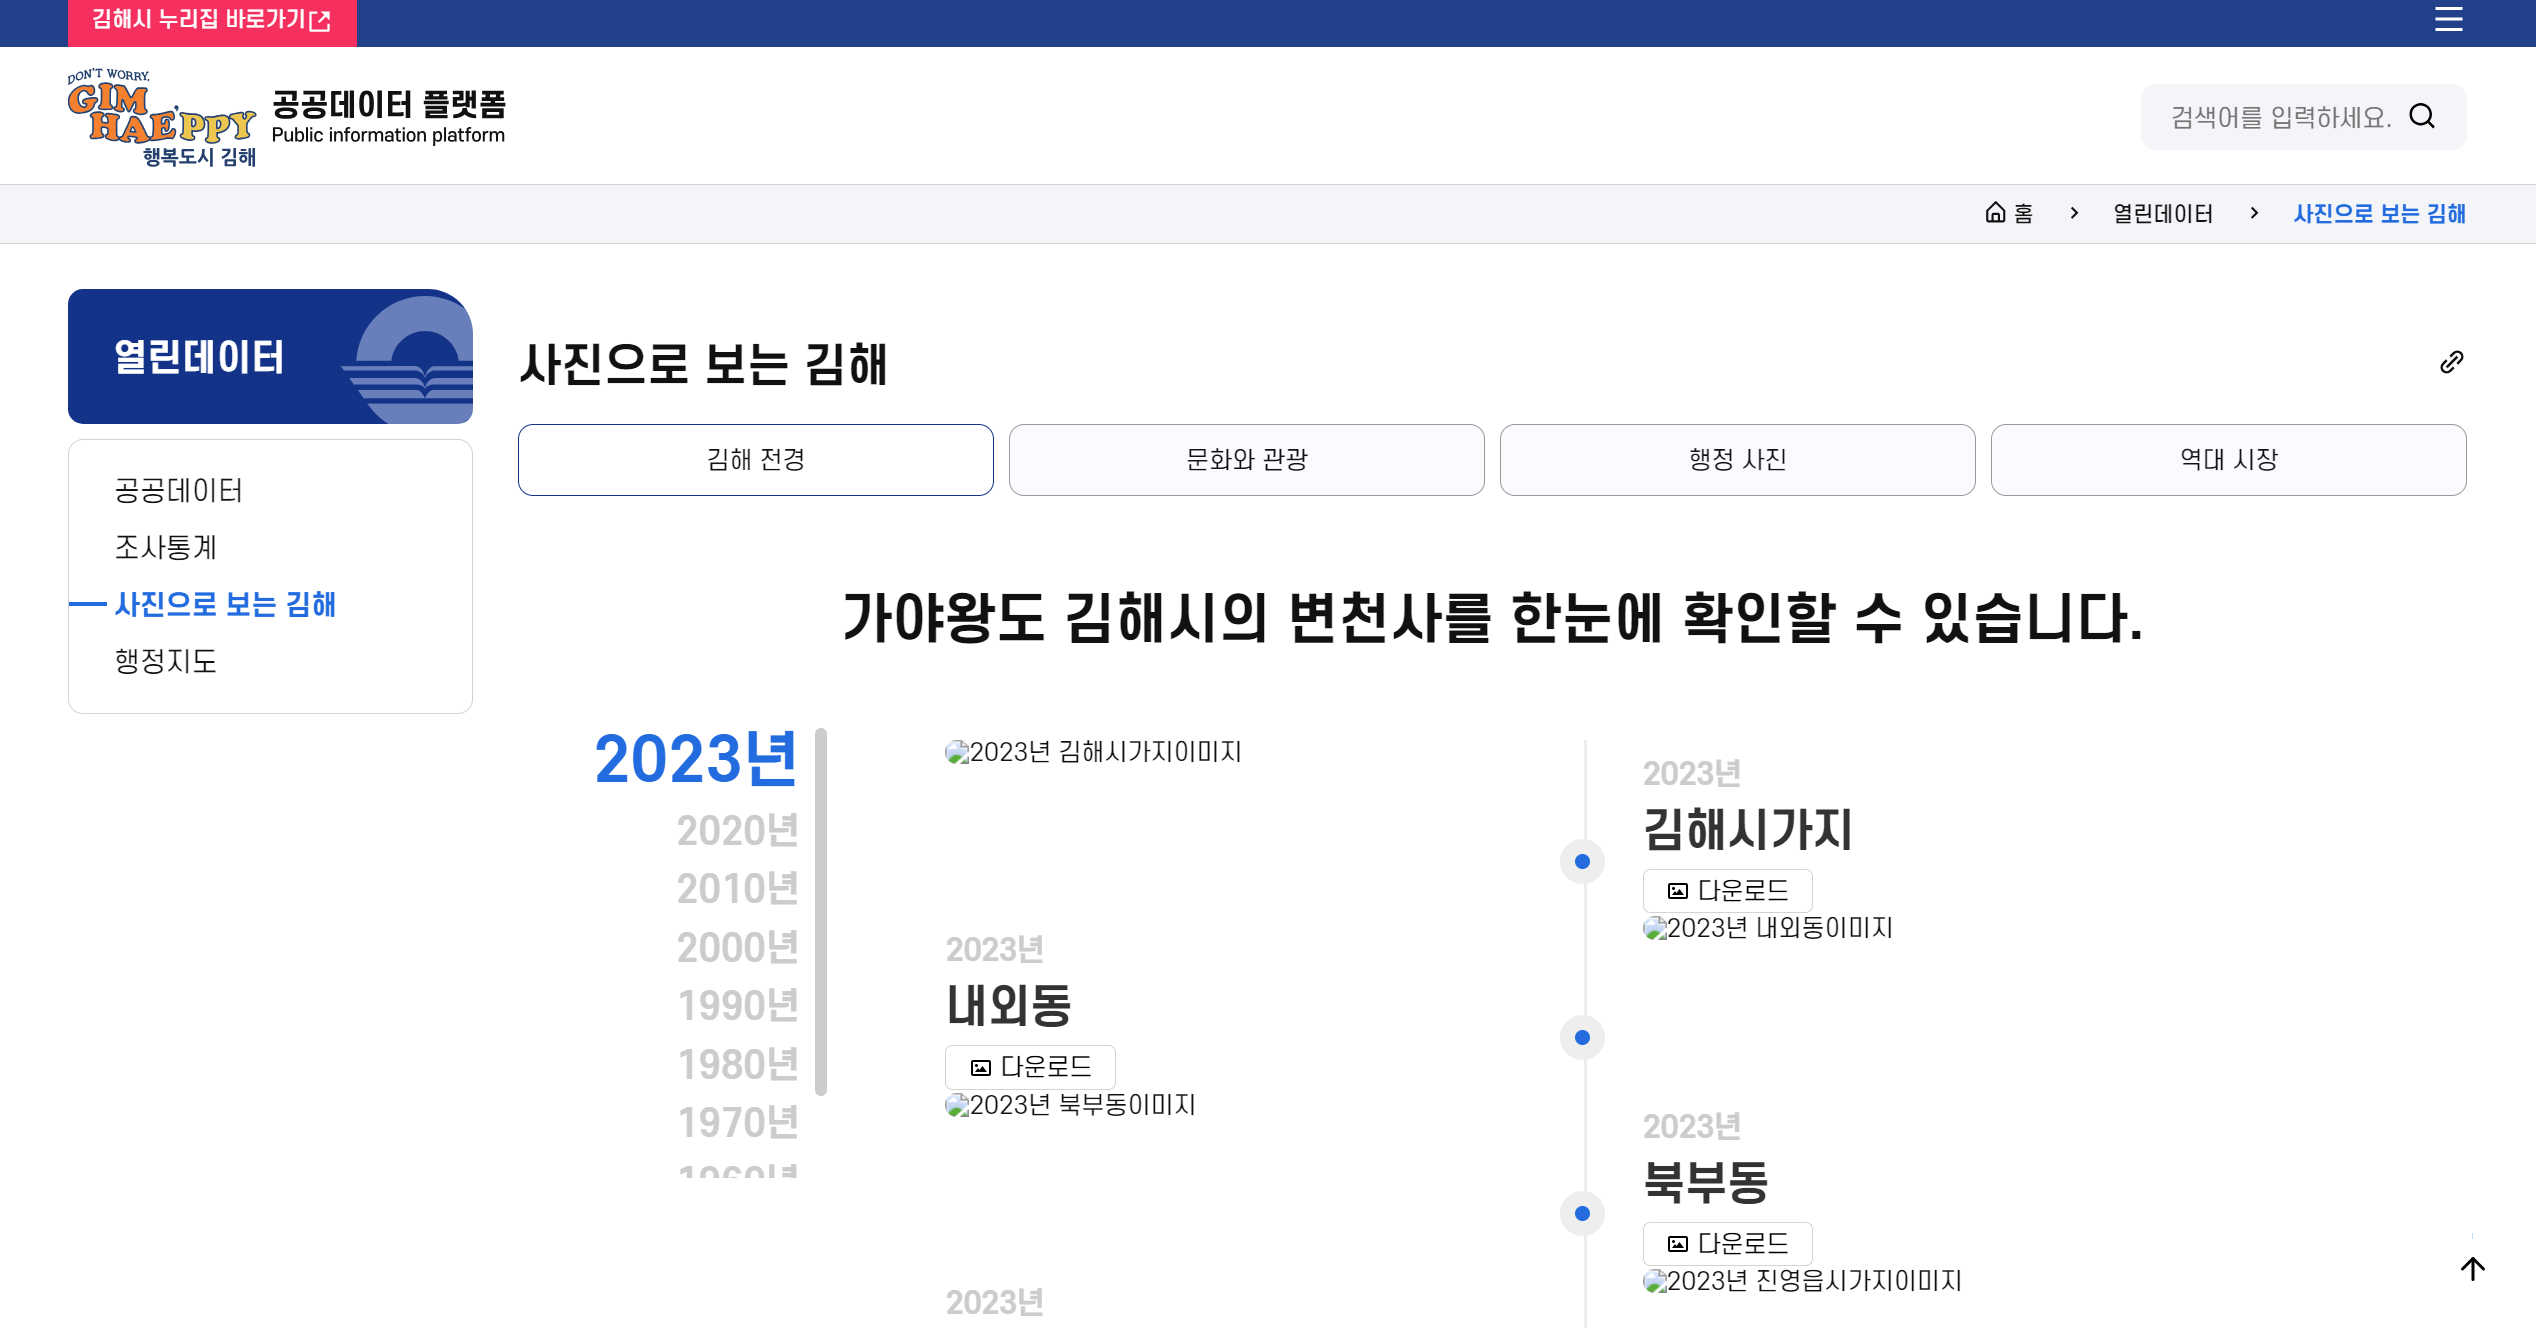 김해시 누리집 바로가기
DON'T WORRY,
GIM
HAE'PPY
행복도시 김해
공공데이터 플랫폼
Public information platform
검색어를 입력하세요.
홈
열린데이터
사진으로 보는 김해
열린데이터
공공데이터
조사통계
사진으로 보는 김해
행정지도
사진으로 보는 김해
김해 전경
문화와 관광
행정 사진
역대 시장
가야왕도 김해시의 변천사를 한눈에 확인할 수 있습니다.
2023년
2020년
2010년
2000년
1990년
1980년
1970년
1960년
2023년 김해시가지이미지
2023년
김해시가지
다운로드
2023년 내외동이미지
2023년
내외동
다운로드
2023년 북부동이미지
2023년
북부동
다운로드
2023년 진영읍시가지이미지
2023년